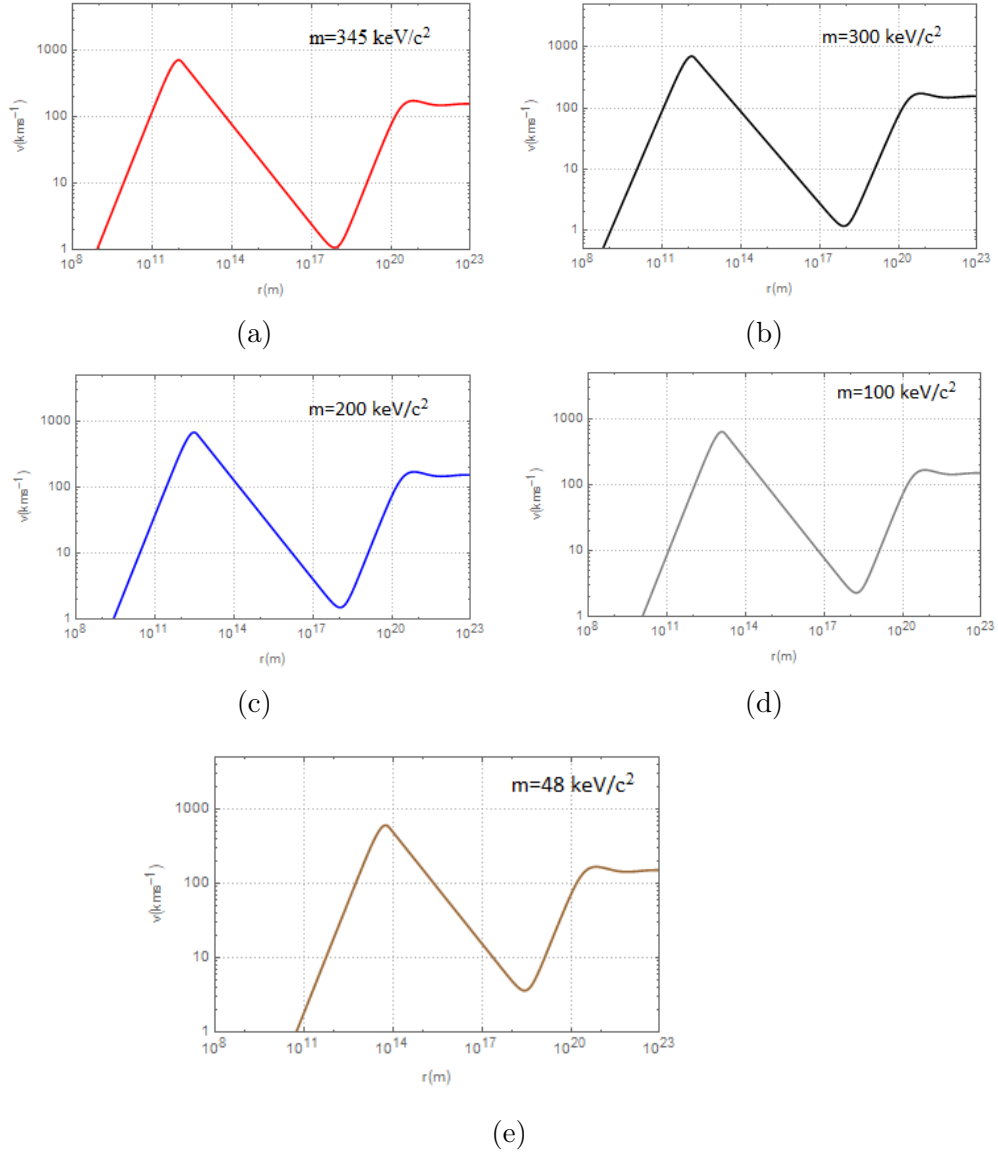 m=345 keV/c²
1000
100
10
1
v(kms⁻¹)
10⁸ 10¹¹ 10¹⁴ 10¹⁷ 10²⁰ 10²³
r(m)
(a)
m=300 keV/c²
1000
100
10
1
v(kms⁻¹)
10⁸ 10¹¹ 10¹⁴ 10¹⁷ 10²⁰ 10²³
r(m)
(b)
m=200 keV/c²
1000
100
10
1
v(kms⁻¹)
10⁸ 10¹¹ 10¹⁴ 10¹⁷ 10²⁰ 10²³
r(m)
(c)
m=100 keV/c²
1000
100
10
1
v(kms⁻¹)
10⁸ 10¹¹ 10¹⁴ 10¹⁷ 10²⁰ 10²³
r(m)
(d)
m=48 keV/c²
1000
100
10
1
v(kms⁻¹)
10⁸ 10¹¹ 10¹⁴ 10¹⁷ 10²⁰ 10²³
r(m)
(e)